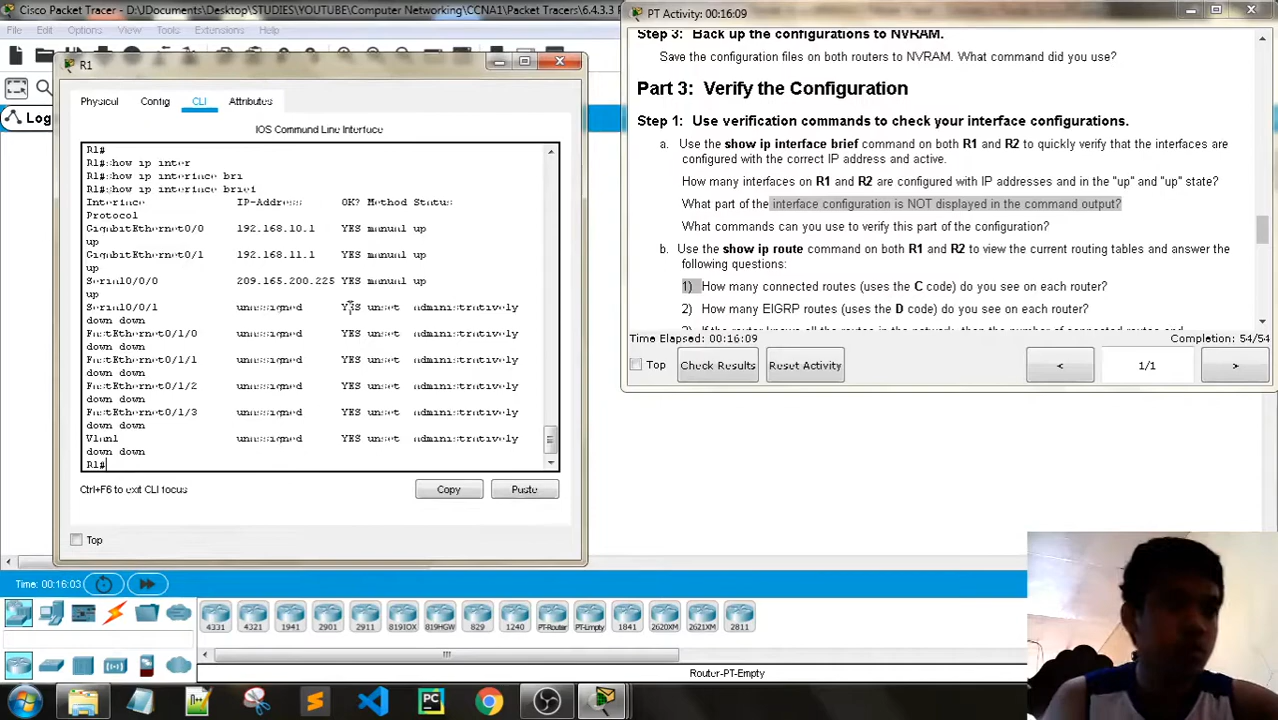 Cisco Packet Tracer - D:\JDocuments\Desktop\STUDIES\YOUTUBE\Computer Networking\CCNA1\Packet Tracers\6.4.3.3 P
File Edit Options Tools Extensions Help
Log
R1
Physical Config CLI Attributes
IOS Command Line Interface
R1#
R1#show ip inter
R1#show ip interface bri
R1#show ip interface brief
Interface IP-Address OK? Method Status
Protocol
GigabitEthernet0/0 192.168.10.1 YES manual up
up
GigabitEthernet0/1 192.168.11.1 YES manual up
up
Serial0/0/0 209.165.200.225 YES manual up
up
Serial0/0/1 unassigned YES unset administratively
down down
FastEthernet0/1/0 unassigned YES unset administratively
down down
FastEthernet0/1/1 unassigned YES unset administratively
down down
FastEthernet0/1/2 unassigned YES unset administratively
down down
FastEthernet0/1/3 unassigned YES unset administratively
down down
Vlan1 unassigned YES unset administratively
down down
R1#
Ctrl+F6 to exit CLI focus
Copy Paste
Top
PT Activity: 00:16:09
Step 3: Back up the configurations to NVRAM.
Save the configuration files on both routers to NVRAM. What command did you use?
Part 3: Verify the Configuration
Step 1: Use verification commands to check your interface configurations.
a. Use the show ip interface brief command on both R1 and R2 to quickly verify that the interfaces are
configured with the correct IP address and active.
How many interfaces on R1 and R2 are configured with IP addresses and in the "up" and "up" state?
What part of the interface configuration is NOT displayed in the command output?
What commands can you use to verify this part of the configuration?
b. Use the show ip route command on both R1 and R2 to view the current routing tables and answer the
following questions:
1) How many connected routes (uses the C code) do you see on each router?
2) How many EIGRP routes (uses the D code) do you see on each router?
Time Elapsed: 00:16:09 Completion: 54/54
Top Check Results Reset Activity < 1/1 >
Time: 00:16:03
4331 4321 1941 2901 2911 819IOX 819HGW 829 1240 PT-Router PT-Empty 1841 2620XM 2621XM 2811
Router-PT-Empty